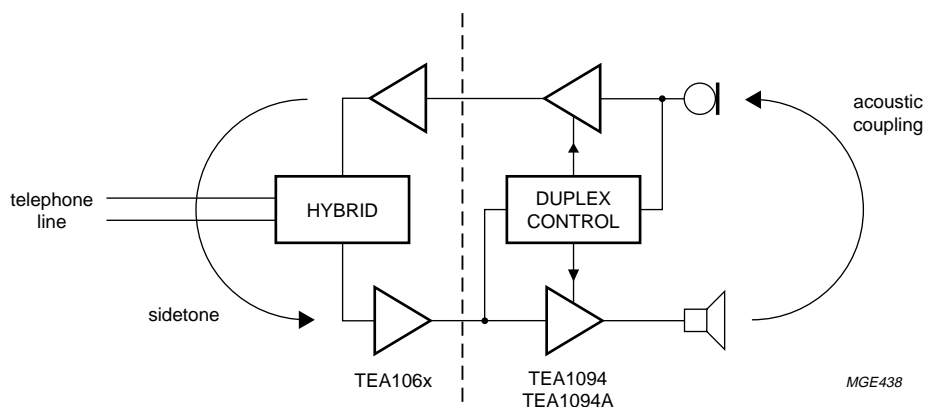 acoustic
coupling
telephone
line
HYBRID
DUPLEX
CONTROL
sidetone
TEA106x
TEA1094
TEA1094A
MGE438